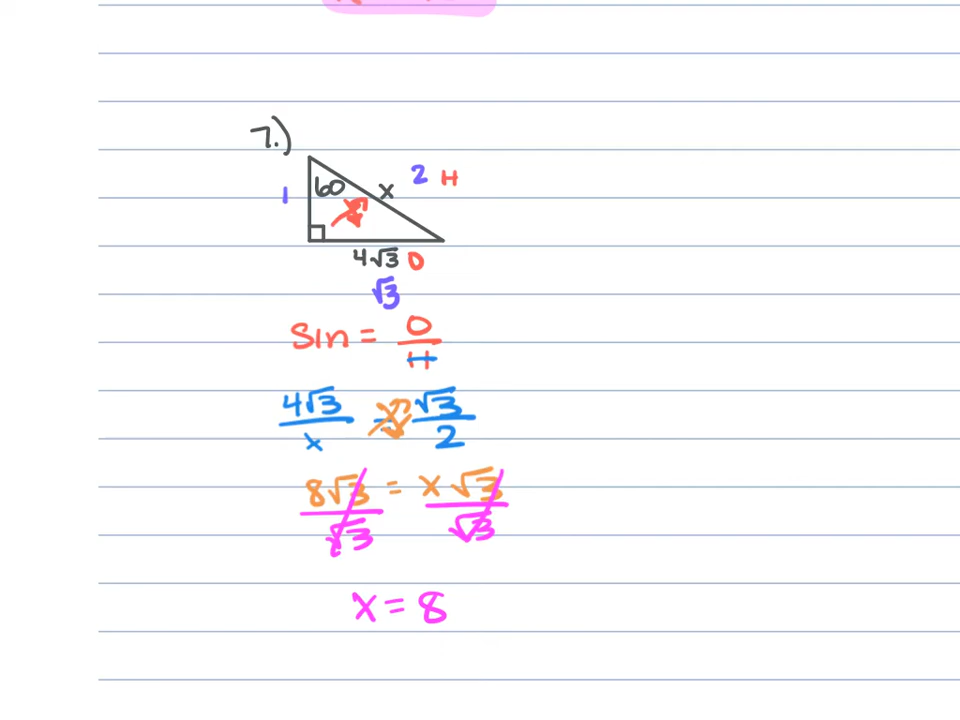 7.)
1 60 x 2 H
4√3 O
√3
Sin = O/H
4√3/x = √3/2
8√3/√3 = x√3/√3
x = 8